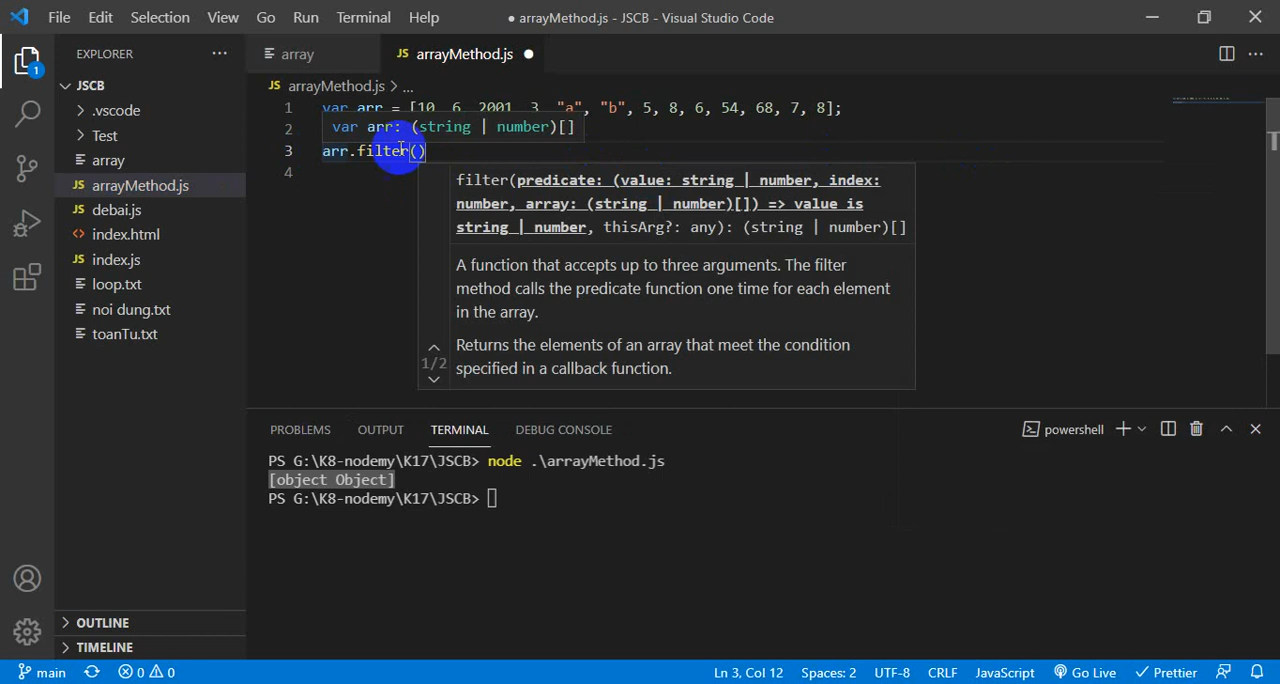 File Edit Selection View Go Run Terminal Help ● arrayMethod.js - JSCB - Visual Studio Code
EXPLORER ···
array
JS arrayMethod.js ●
1
JSCB
JS arrayMethod.js > ...
.vscode
Test
array
JS arrayMethod.js
JS debai.js
<> index.html
JS index.js
loop.txt
noi dung.txt
toanTu.txt
1 var arr = [10, 6, 2001, 3, "a", "b", 5, 8, 6, 54, 68, 7, 8];
2
var arr: (string | number)[]
3 arr.filter()
4
filter(predicate: (value: string | number, index:
number, array: (string | number)[]) => value is
string | number, thisArg?: any): (string | number)[]
A function that accepts up to three arguments. The filter
method calls the predicate function one time for each element
in the array.
Returns the elements of an array that meet the condition
specified in a callback function.
1/2
PROBLEMS OUTPUT TERMINAL DEBUG CONSOLE
powershell
PS G:\K8-nodemy\K17\JSCB> node .\arrayMethod.js
[object Object]
PS G:\K8-nodemy\K17\JSCB>
OUTLINE
TIMELINE
main 0 0 Ln 3, Col 12 Spaces: 2 UTF-8 CRLF JavaScript Go Live Prettier